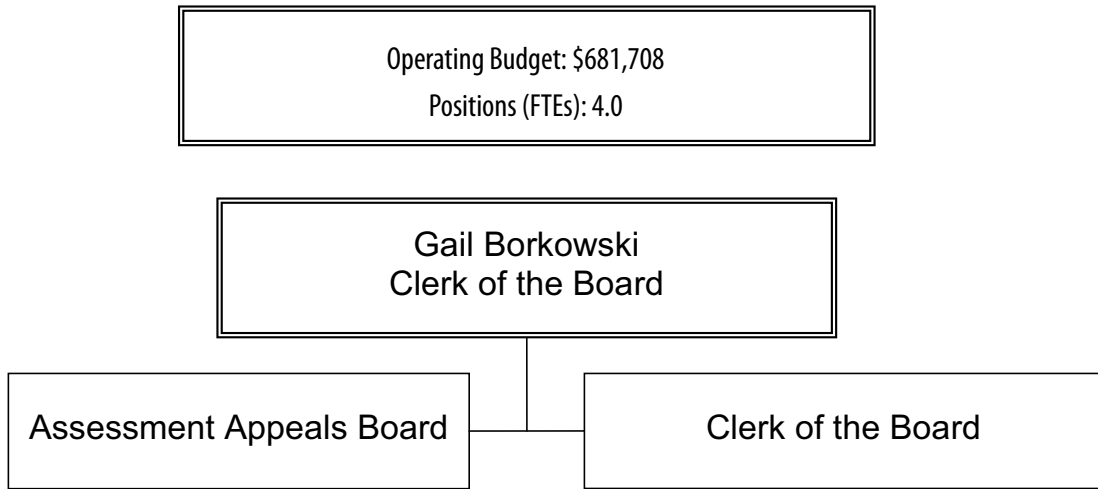 Operating Budget: $681,708
Positions (FTEs): 4.0
Gail Borkowski
Clerk of the Board
Assessment Appeals Board
Clerk of the Board